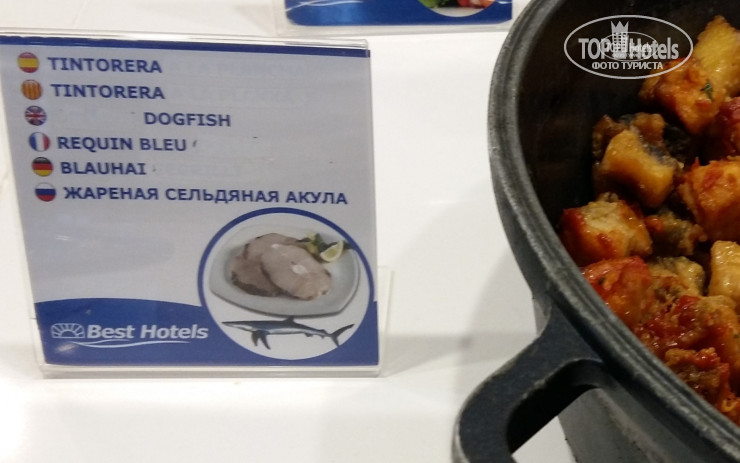 TINTORERA
TINTORERA
DOGFISH
REQUIN BLEU
BLAUHAI
ЖАРЕНАЯ СЕЛЬДЯНАЯ АКУЛА
Best Hotels
TOP Hotels
ФОТО ТУРИСТА